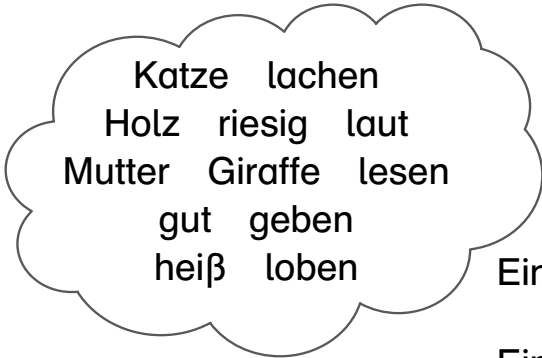 Katze lachen
Holz riesig laut
Mutter Giraffe lesen
gut geben
heiß loben